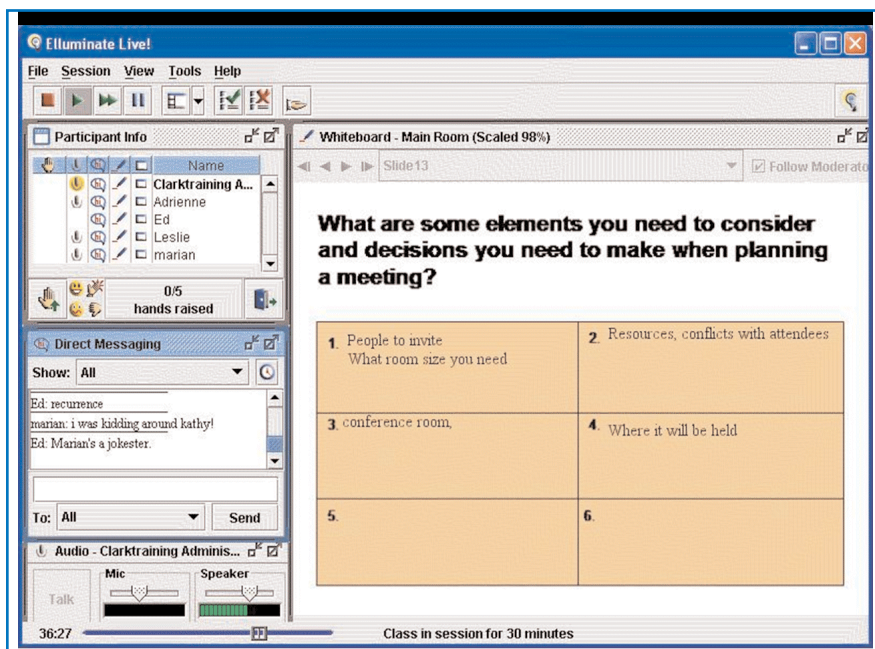 Elluminate Live!
File Session View Tools Help
Participant Info
Name
Clarktraining A...
Adrienne
Ed
Leslie
marian
0/5
hands raised
Direct Messaging
Show: All
Ed: recurrence
marian: i was kidding around kathy!
Ed: Marian's a jokester.
To: All Send
Audio - Clarktraining Adminis...
Mic Speaker
Talk
Whiteboard - Main Room (Scaled 98%)
Slide13 Follow Moderato
What are some elements you need to consider
and decisions you need to make when planning
a meeting?
1. People to invite
What room size you need
2. Resources, conflicts with attendees
3. conference room,
4. Where it will be held
5.
6.
36:27 Class in session for 30 minutes